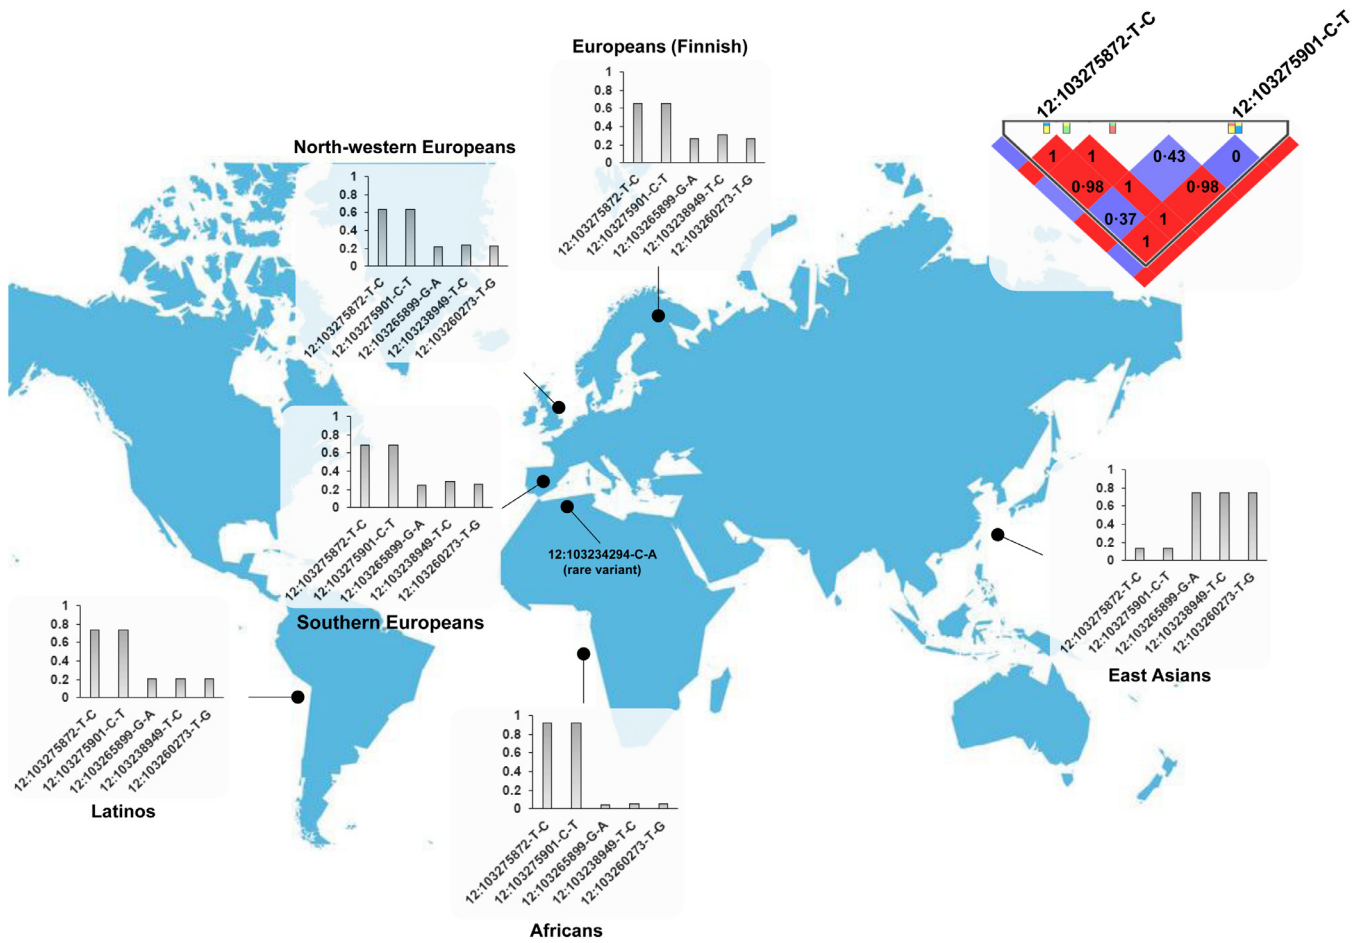 Europeans (Finnish)
1
0.8
0.6
0.4
0.2
0
12:103275872-T-C
12:103275901-C-T
12:103265899-G-A
12:103238949-T-C
12:103260273-T-G
12:103275872-T-C
12:103275901-C-T
1
1
0·43
0
0·98
1
0·98
0·37
1
1
North-western Europeans
1
0.8
0.6
0.4
0.2
0
12:103275872-T-C
12:103275901-C-T
12:103265899-G-A
12:103238949-T-C
12:103260273-T-G
1
0.8
0.6
0.4
0.2
0
12:103275872-T-C
12:103275901-C-T
12:103265899-G-A
12:103238949-T-C
12:103260273-T-G
Southern Europeans
12:103234294-C-A
(rare variant)
1
0.8
0.6
0.4
0.2
0
12:103275872-T-C
12:103275901-C-T
12:103265899-G-A
12:103238949-T-C
12:103260273-T-G
East Asians
1
0.8
0.6
0.4
0.2
0
12:103275872-T-C
12:103275901-C-T
12:103265899-G-A
12:103238949-T-C
12:103260273-T-G
Latinos
1
0.8
0.6
0.4
0.2
0
12:103275872-T-C
12:103275901-C-T
12:103265899-G-A
12:103238949-T-C
12:103260273-T-G
Africans